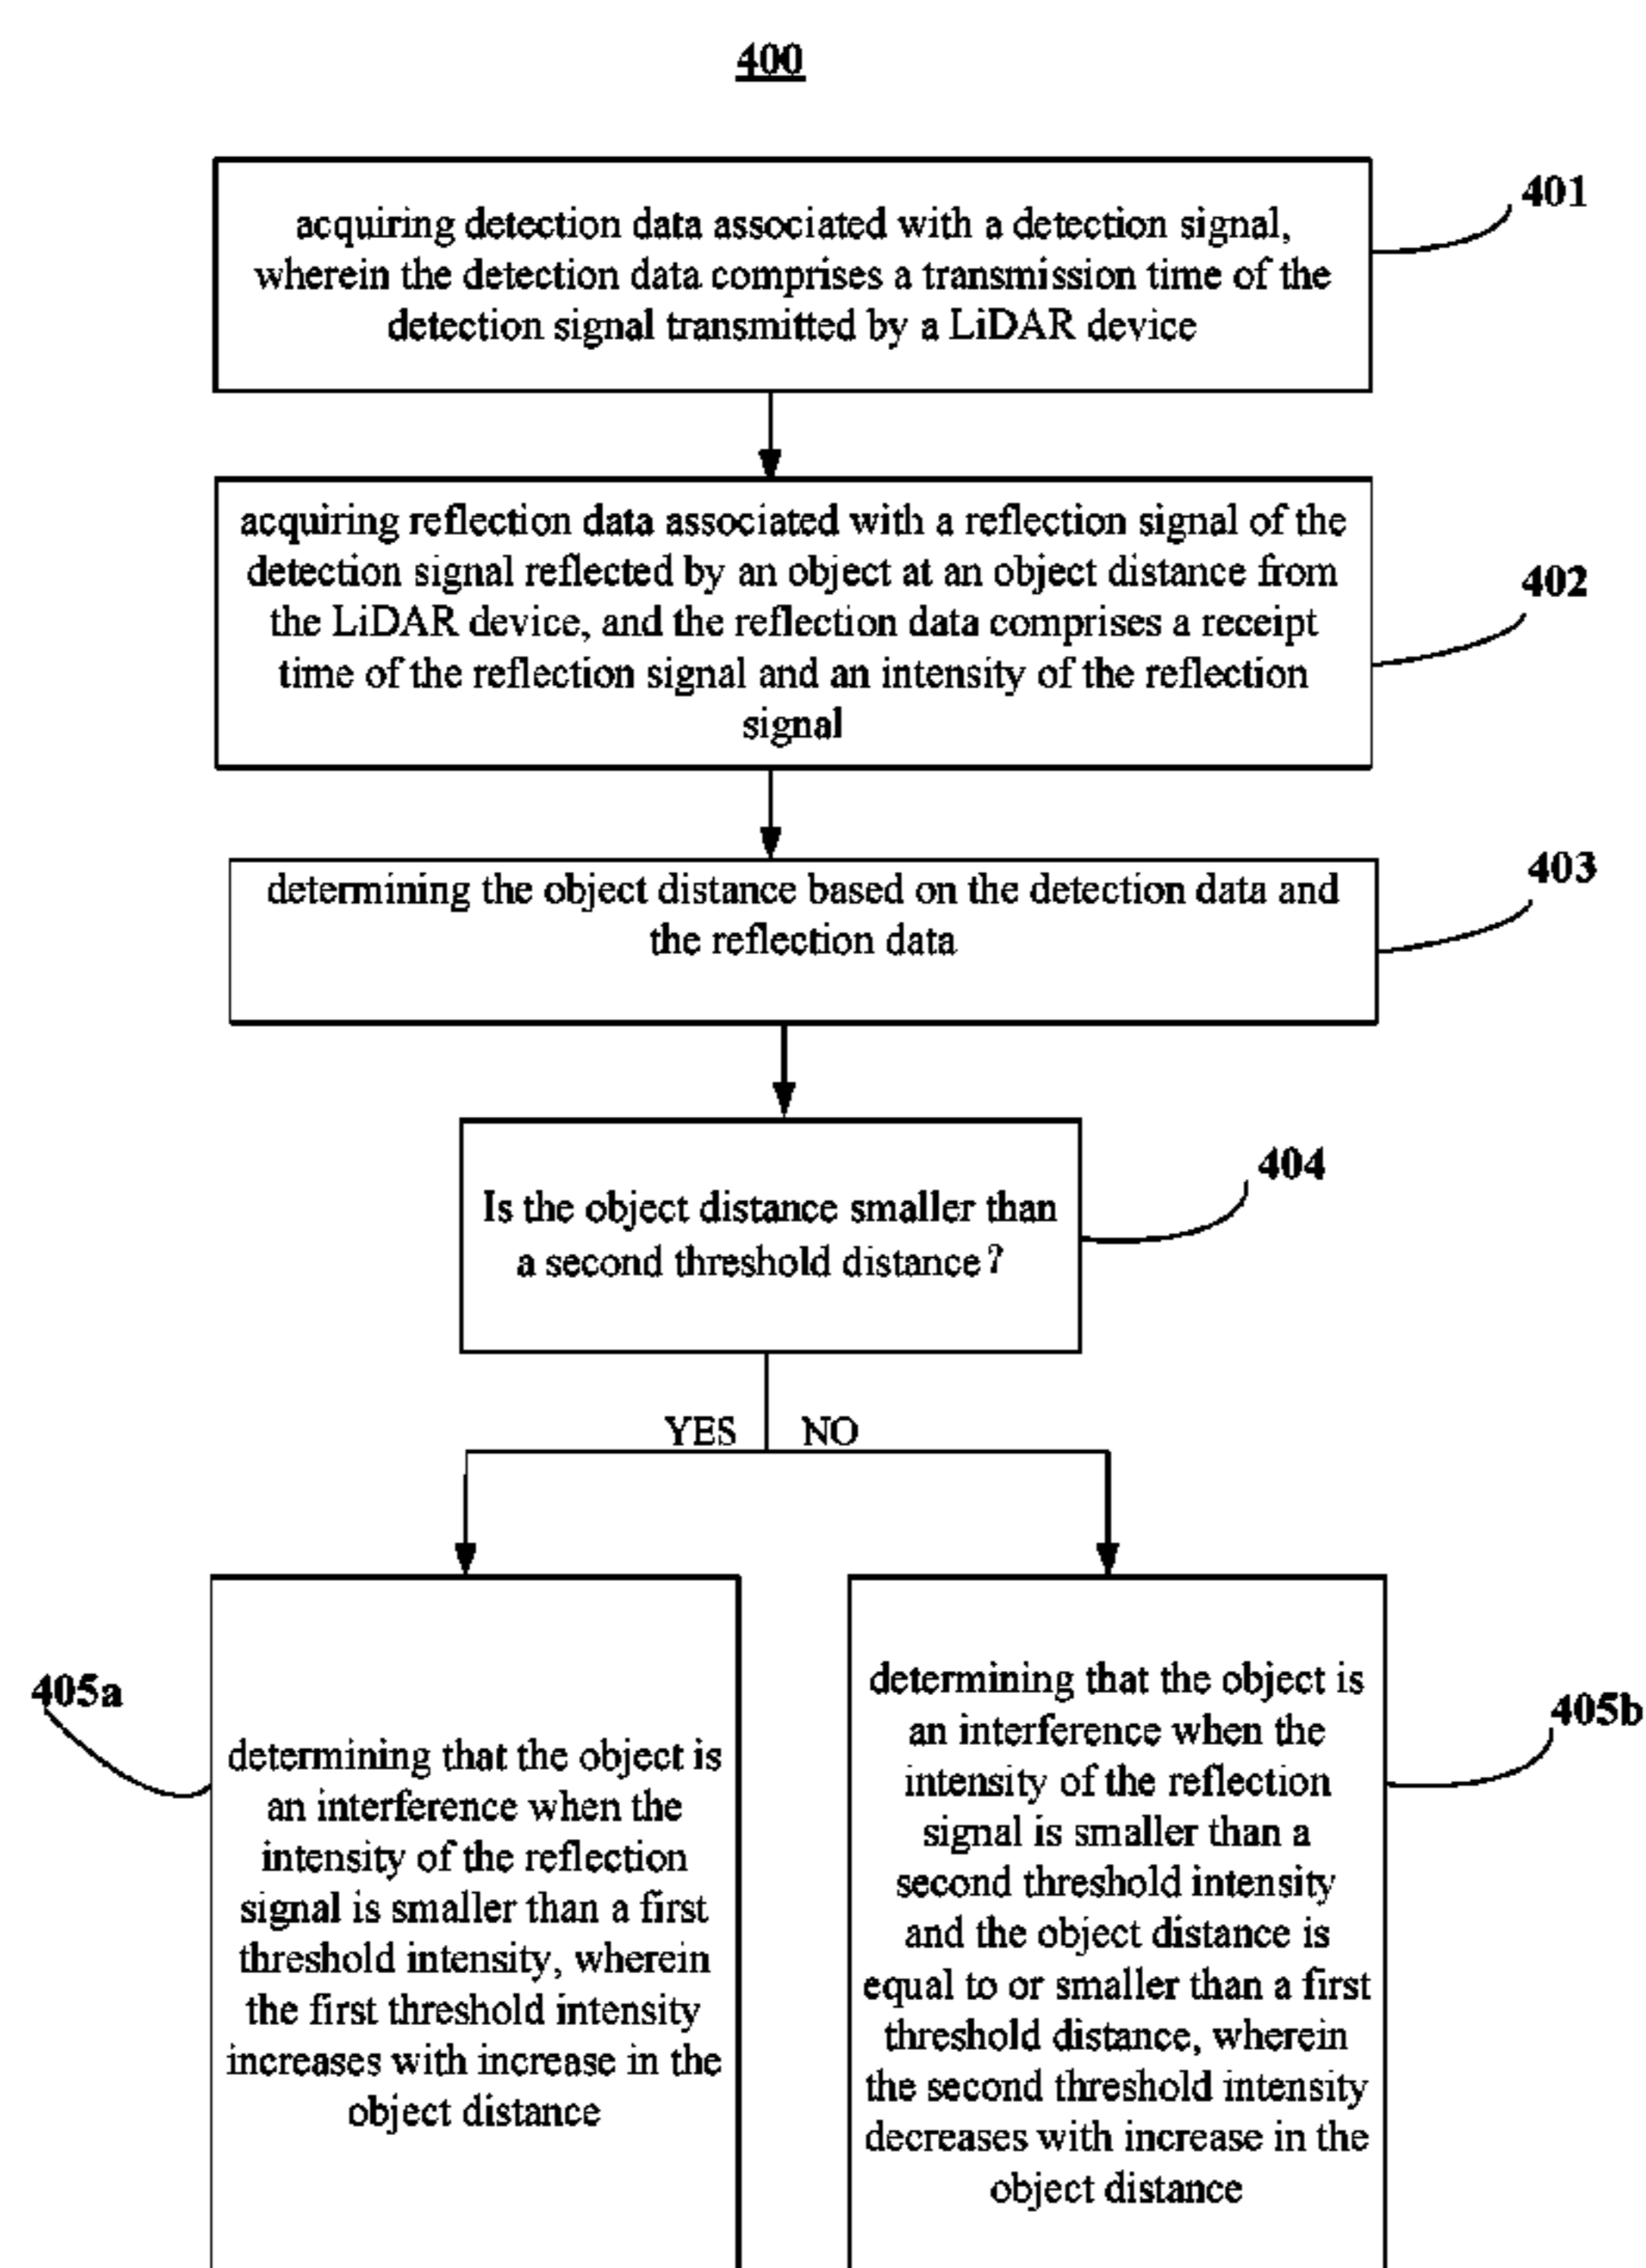 400
401
acquiring detection data associated with a detection signal,
wherein the detection data comprises a transmission time of the
detection signal transmitted by a LiDAR device
402
acquiring reflection data associated with a reflection signal of the
detection signal reflected by an object at an object distance from
the LiDAR device, and the reflection data comprises a receipt
time of the reflection signal and an intensity of the reflection
signal
403
determining the object distance based on the detection data and
the reflection data
404
Is the object distance smaller than
a second threshold distance?
YES NO
405a
determining that the object is
an interference when the
intensity of the reflection
signal is smaller than a first
threshold intensity, wherein
the first threshold intensity
increases with increase in the
object distance
405b
determining that the object is
an interference when the
intensity of the reflection
signal is smaller than a
second threshold intensity
and the object distance is
equal to or smaller than a first
threshold distance, wherein
the second threshold intensity
decreases with increase in the
object distance